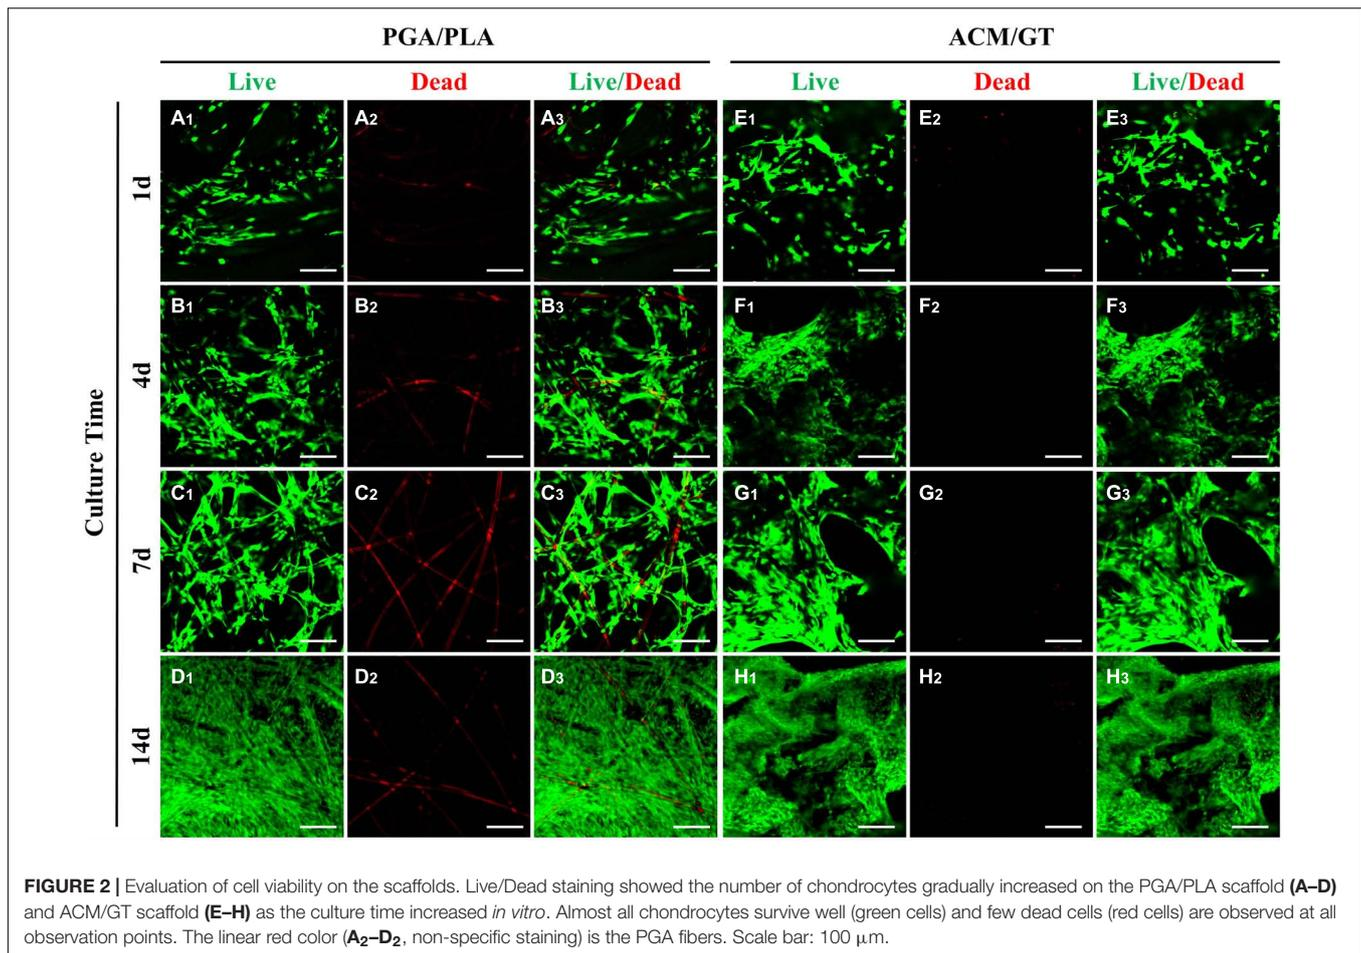 PGA/PLA ACM/GT
Live Dead Live/Dead Live Dead Live/Dead
Culture Time
1d
A1 A2 A3 E1 E2 E3
4d
B1 B2 B3 F1 F2 F3
7d
C1 C2 C3 G1 G2 G3
14d
D1 D2 D3 H1 H2 H3
FIGURE 2 | Evaluation of cell viability on the scaffolds. Live/Dead staining showed the number of chondrocytes gradually increased on the PGA/PLA scaffold (A–D)
and ACM/GT scaffold (E–H) as the culture time increased in vitro. Almost all chondrocytes survive well (green cells) and few dead cells (red cells) are observed at all
observation points. The linear red color (A2–D2, non-specific staining) is the PGA fibers. Scale bar: 100 μm.